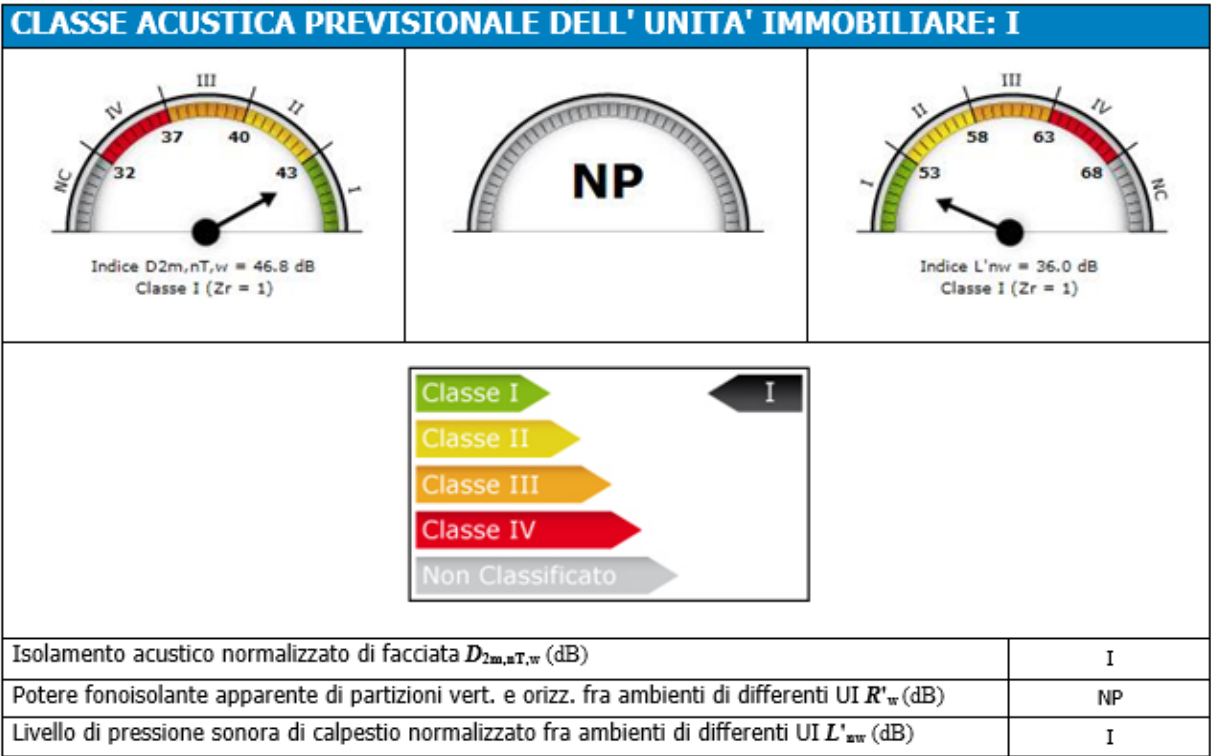 CLASSE ACUSTICA PREVISIONALE DELL' UNITA' IMMOBILIARE: I
NC
IV
III
II
I
32
37
40
43
Indice D2m,nT,w = 46.8 dB
Classe I (Zr = 1)
NP
I
II
III
IV
NC
53
58
63
68
Indice L'nw = 36.0 dB
Classe I (Zr = 1)
Classe I
I
Classe II
Classe III
Classe IV
Non Classificato
Isolamento acustico normalizzato di facciata D2m,nT,w (dB) I
Potere fonoisolante apparente di partizioni vert. e orizz. fra ambienti di differenti UI R'w (dB) NP
Livello di pressione sonora di calpestio normalizzato fra ambienti di differenti UI L'nw (dB) I